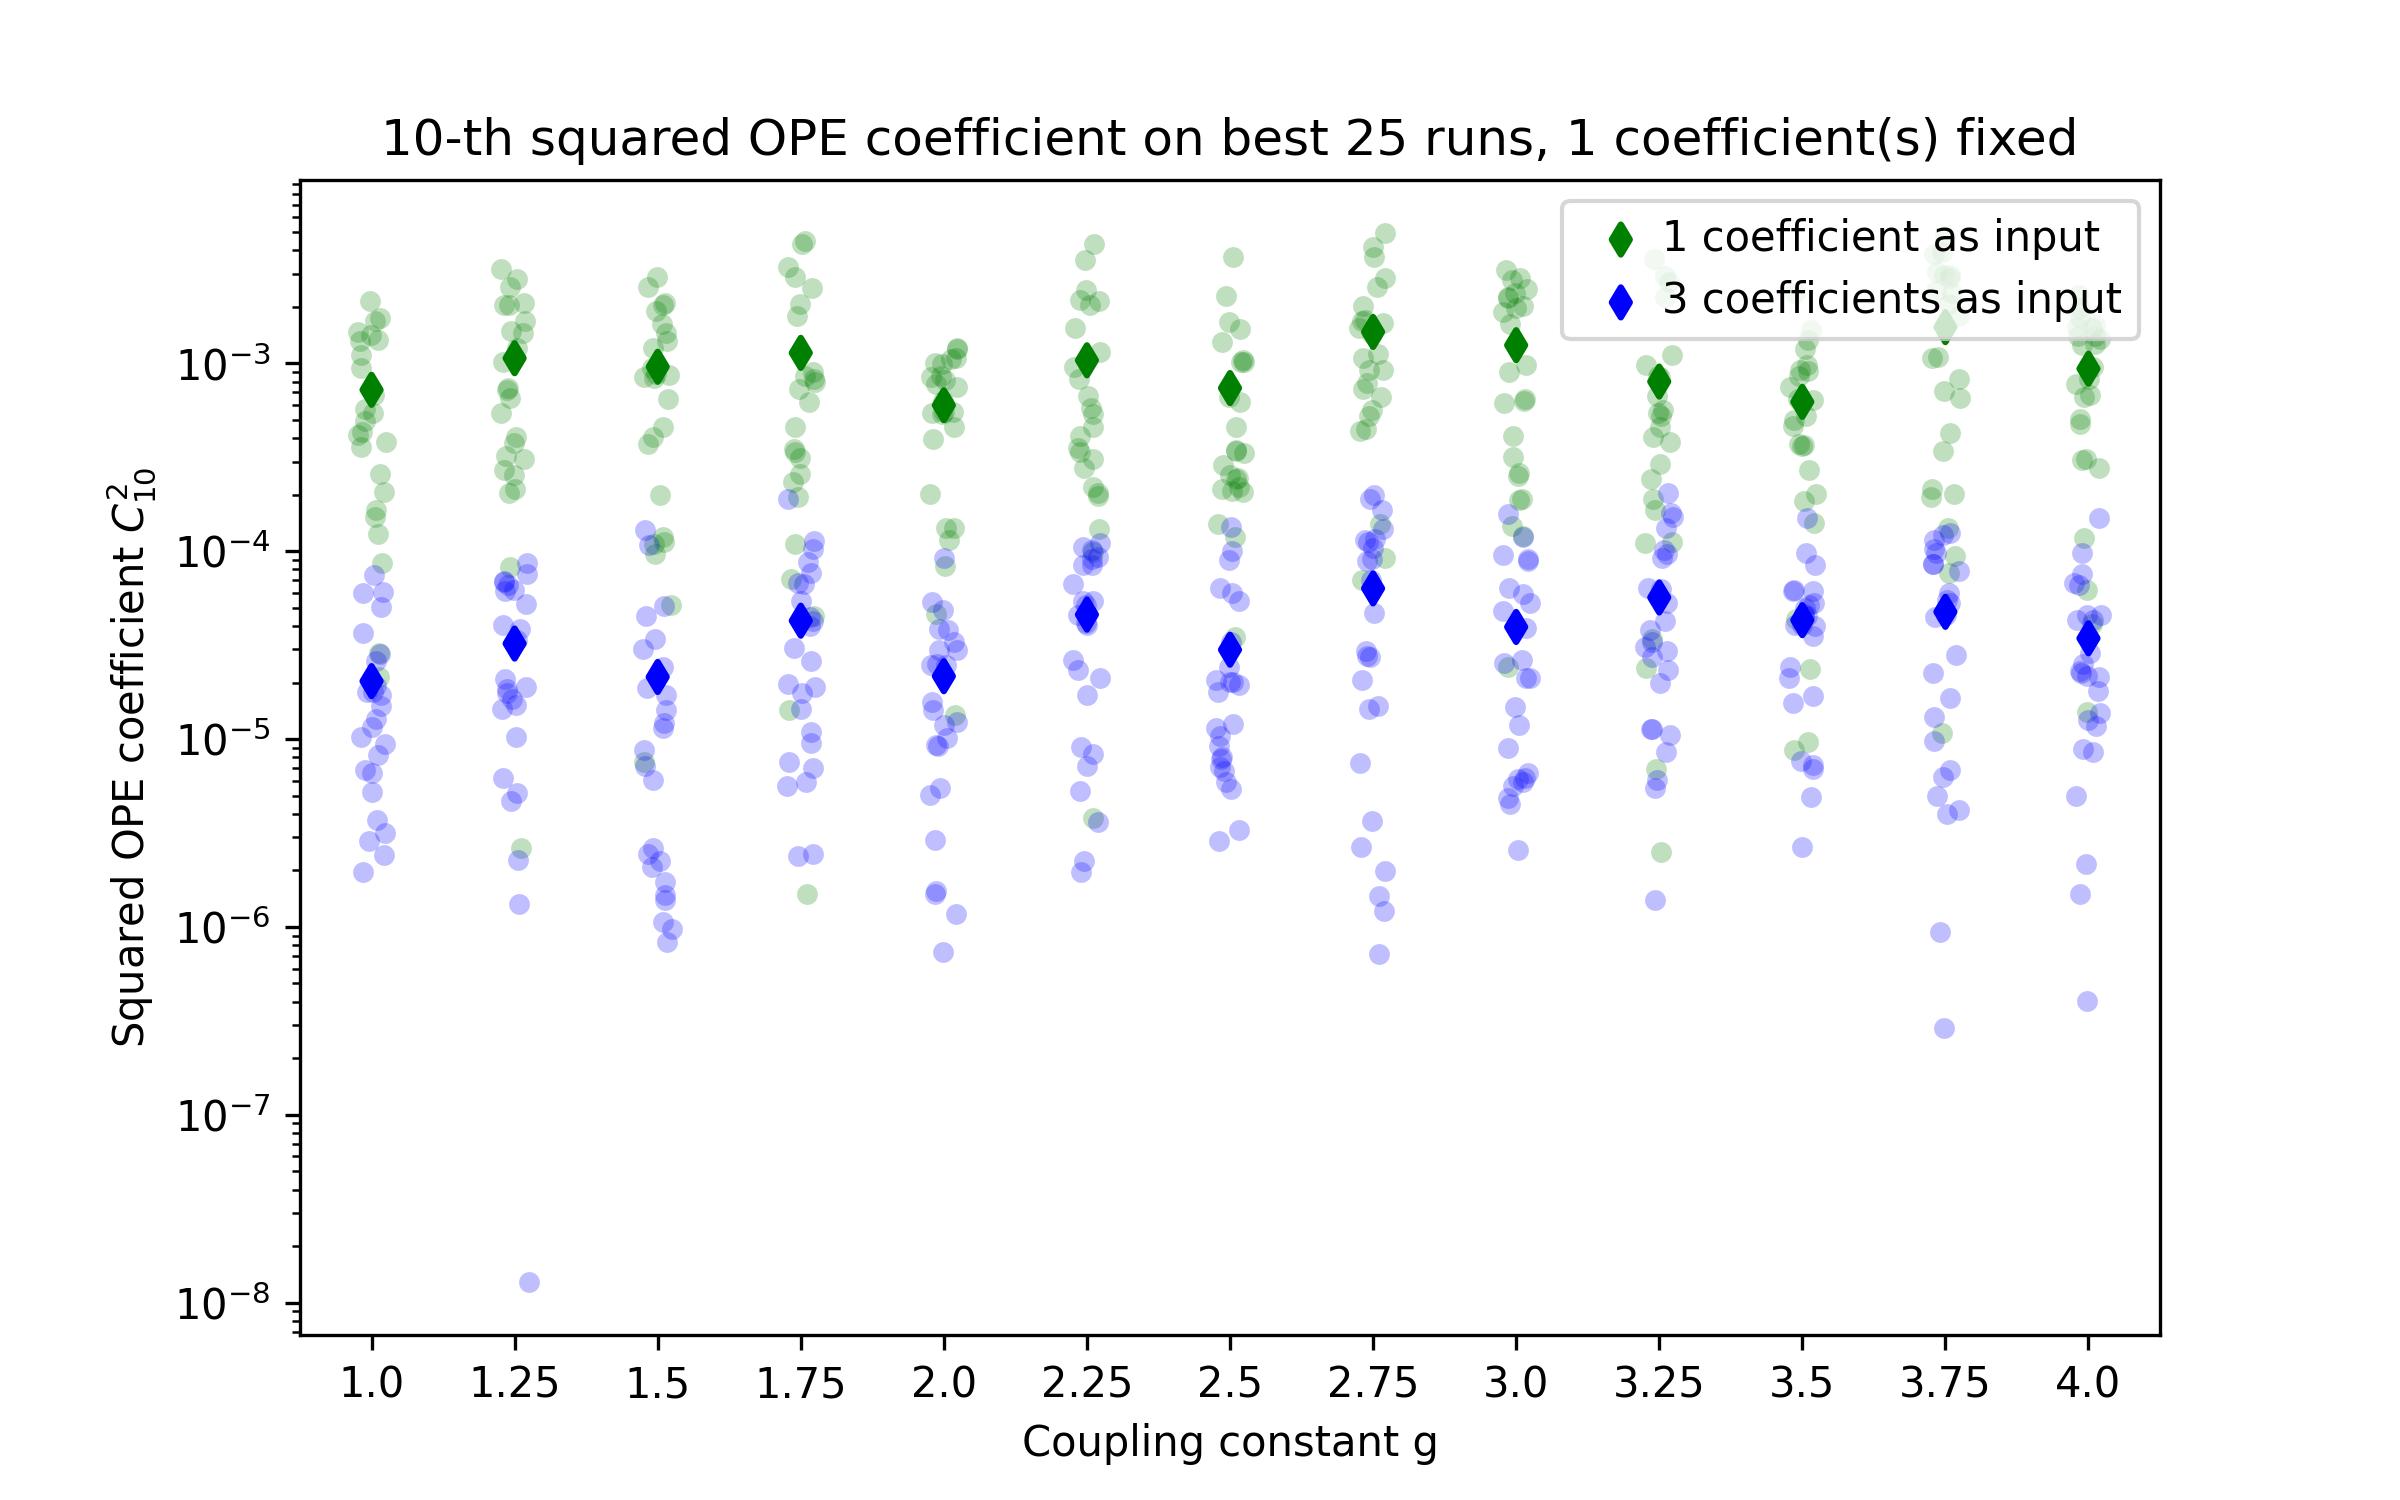 10-th squared OPE coefficient on best 25 runs, 1 coefficient(s) fixed
1 coefficient as input
3 coefficients as input
Squared OPE coefficient $C_{10}^{2}$
10⁻³
10⁻⁴
10⁻⁵
10⁻⁶
10⁻⁷
10⁻⁸
1.0 1.25 1.5 1.75 2.0 2.25 2.5 2.75 3.0 3.25 3.5 3.75 4.0
Coupling constant g